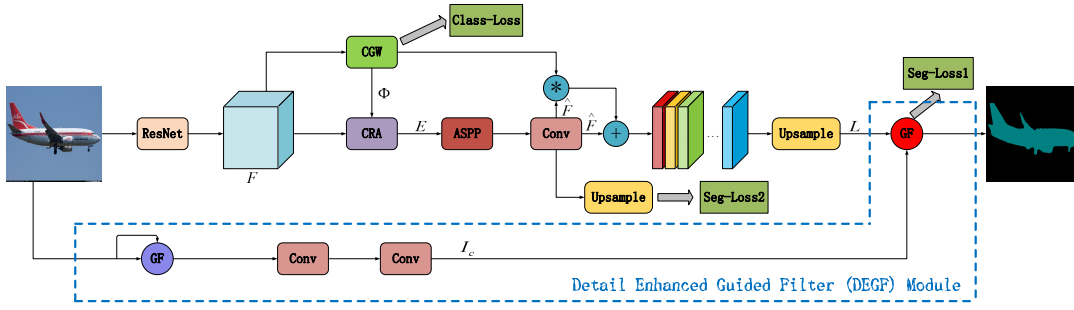 Class-Loss
CGW
Seg-Loss1
Φ
*
F̂
ResNet
CRA
E
ASPP
Conv
F̂
+
Upsample
L
GF
...
F
Upsample
Seg-Loss2
GF
Conv
Conv
I_c
Detail Enhanced Guided Filter (DEGF) Module